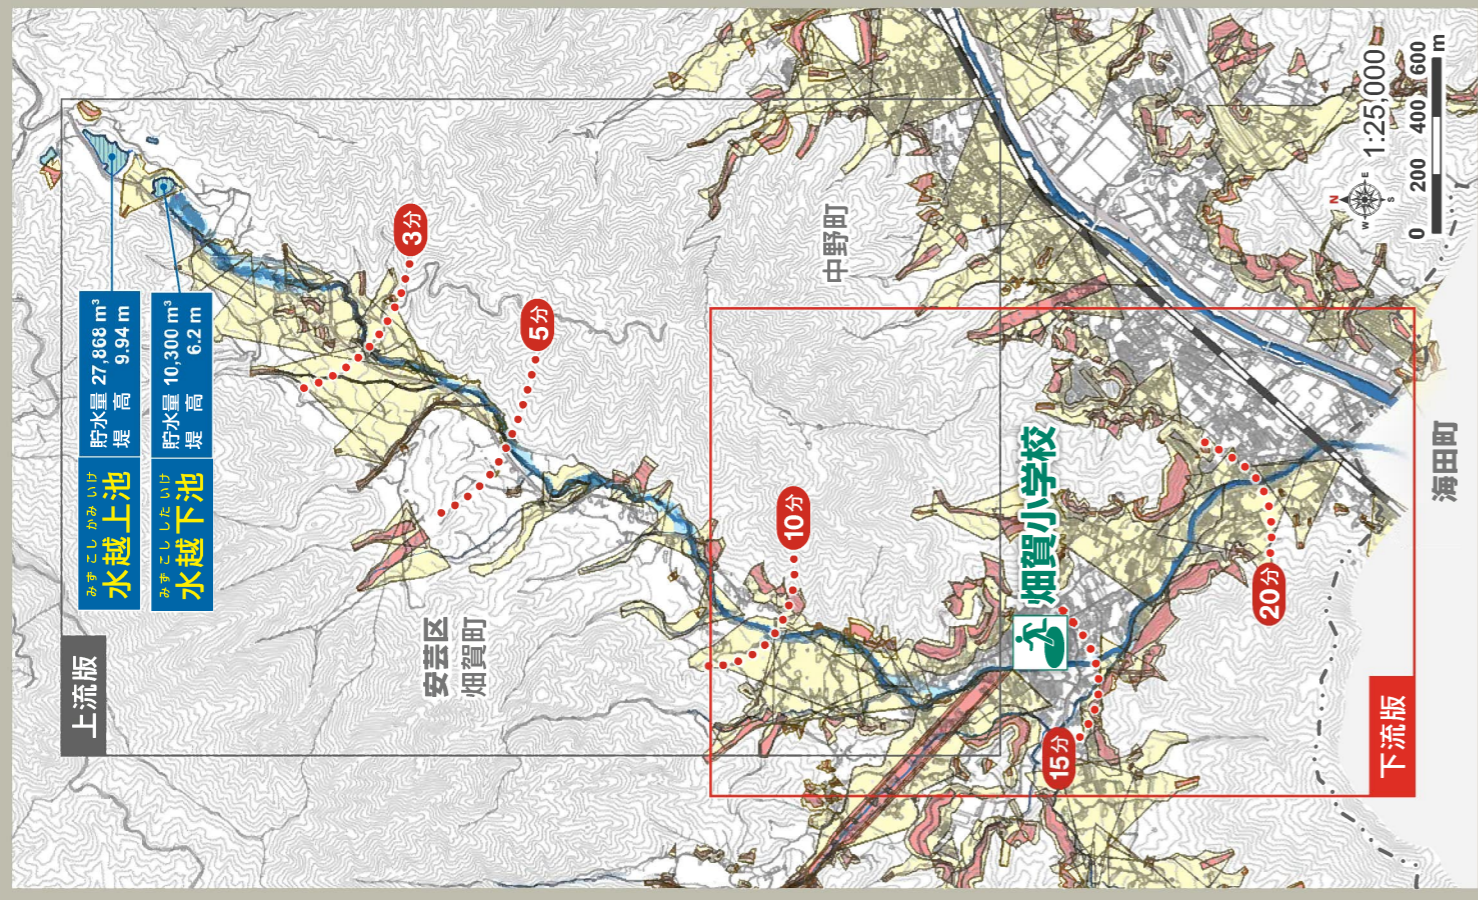 上流版
みずこしかみいけ
水越上池
貯水量 27,868 m³
堤高 9.94 m
みずこししたいけ
水越下池
貯水量 10,300 m³
堤高 6.2 m
3分
5分
10分
15分
20分
安芸区
畑賀町
中野町
畑賀小学校
海田町
下流版
N
E
S
W
1:25,000
0 200 400 600 m